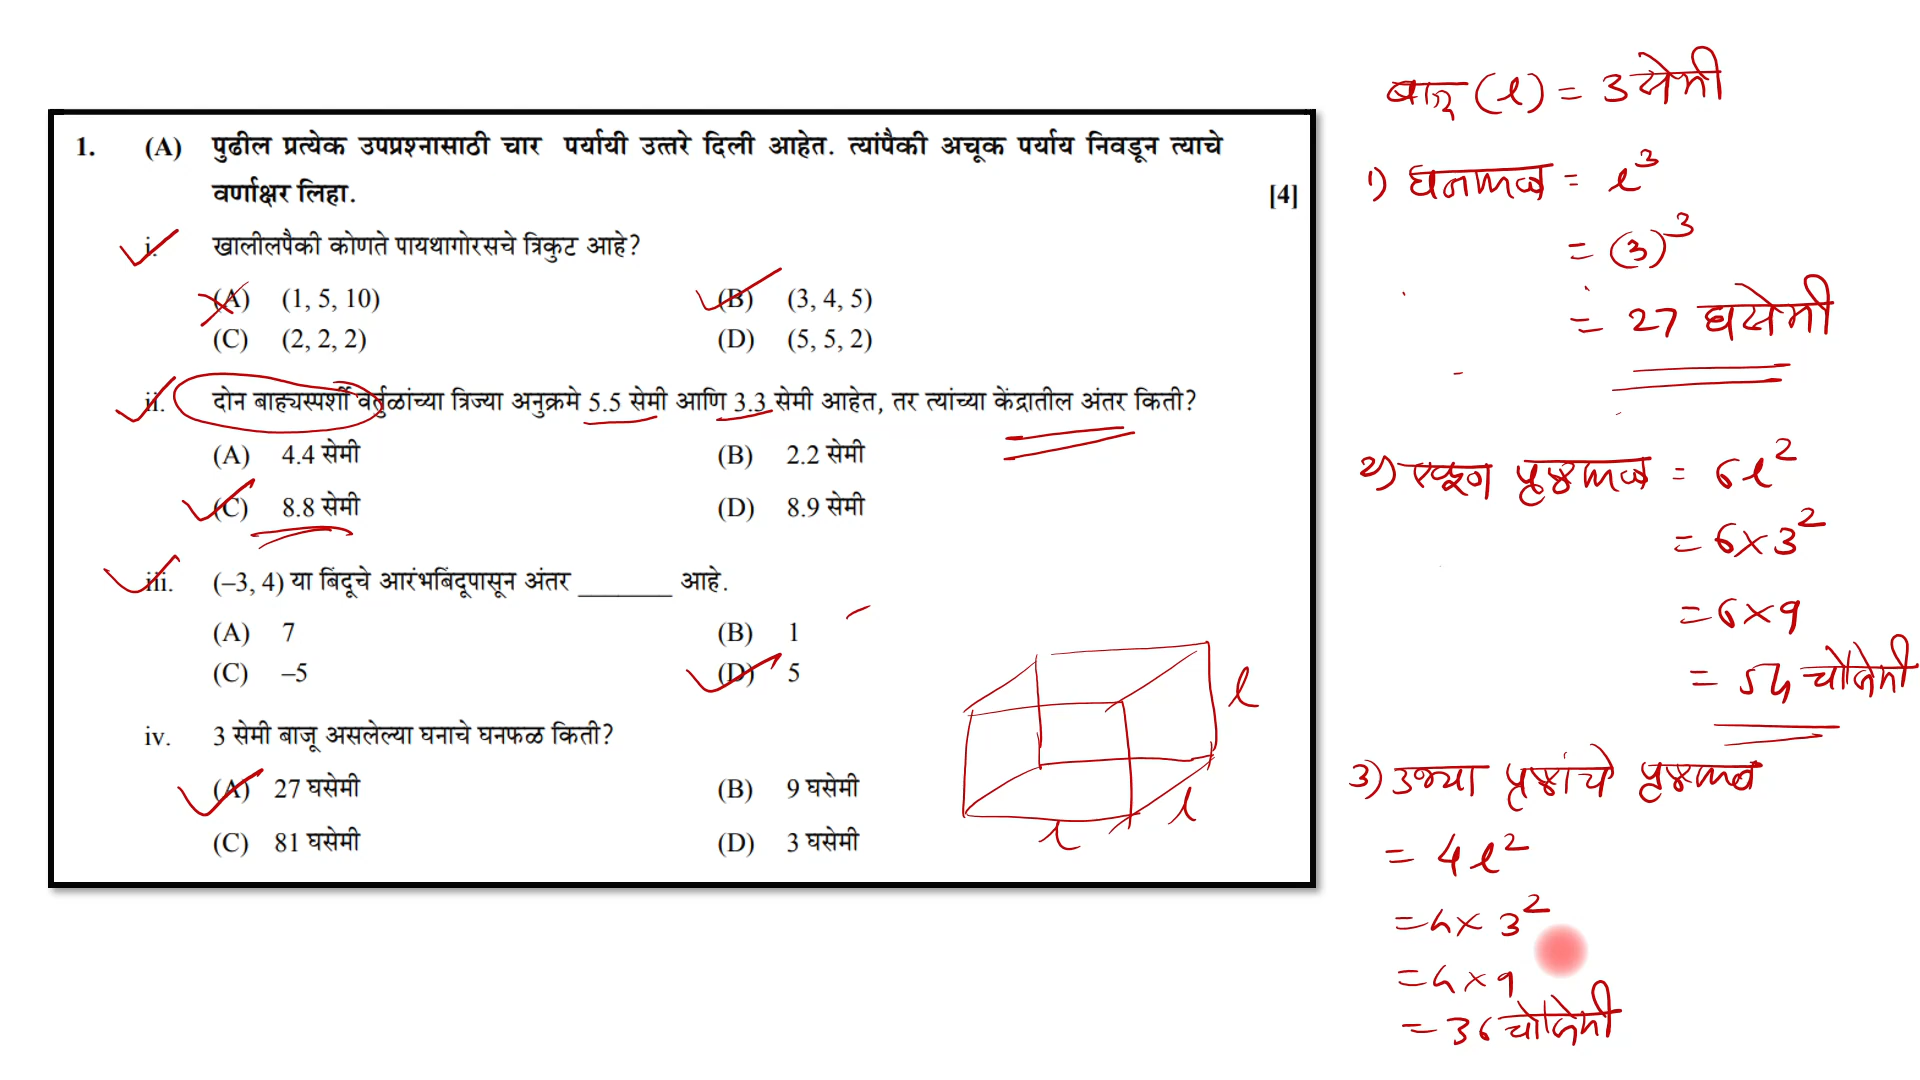 1. (A) पुढील प्रत्येक उपप्रश्नासाठी चार पर्यायी उत्तरे दिली आहेत. त्यांपैकी अचूक पर्याय निवडून त्याचे
वर्णाक्षर लिहा. [4]
i. खालीलपैकी कोणते पायथागोरसचे त्रिकुट आहे?
(A) (1, 5, 10) (B) (3, 4, 5)
(C) (2, 2, 2) (D) (5, 5, 2)
ii. दोन बाह्यस्पर्शी वर्तुळांच्या त्रिज्या अनुक्रमे 5.5 सेमी आणि 3.3 सेमी आहेत, तर त्यांच्या केंद्रातील अंतर किती?
(A) 4.4 सेमी (B) 2.2 सेमी
(C) 8.8 सेमी (D) 8.9 सेमी
iii. (–3, 4) या बिंदूचे आरंभबिंदूपासून अंतर _______ आहे.
(A) 7 (B) 1
(C) –5 (D) 5
iv. 3 सेमी बाजू असलेल्या घनाचे घनफळ किती?
(A) 27 घसेमी (B) 9 घसेमी
(C) 81 घसेमी (D) 3 घसेमी
l
l
l
बाजू (l) = 3 सेमी
1) घनफळ = l³
= (3)³
= 27 घसेमी
२) एकूण पृष्ठफळ = 6l²
= 6 × 3²
= 6 × 9
= 54 चौसेमी
3) उभ्या पृष्ठांचे पृष्ठफळ
= 4l²
= 4 × 3²
= 4 × 9
= 36 चौसेमी